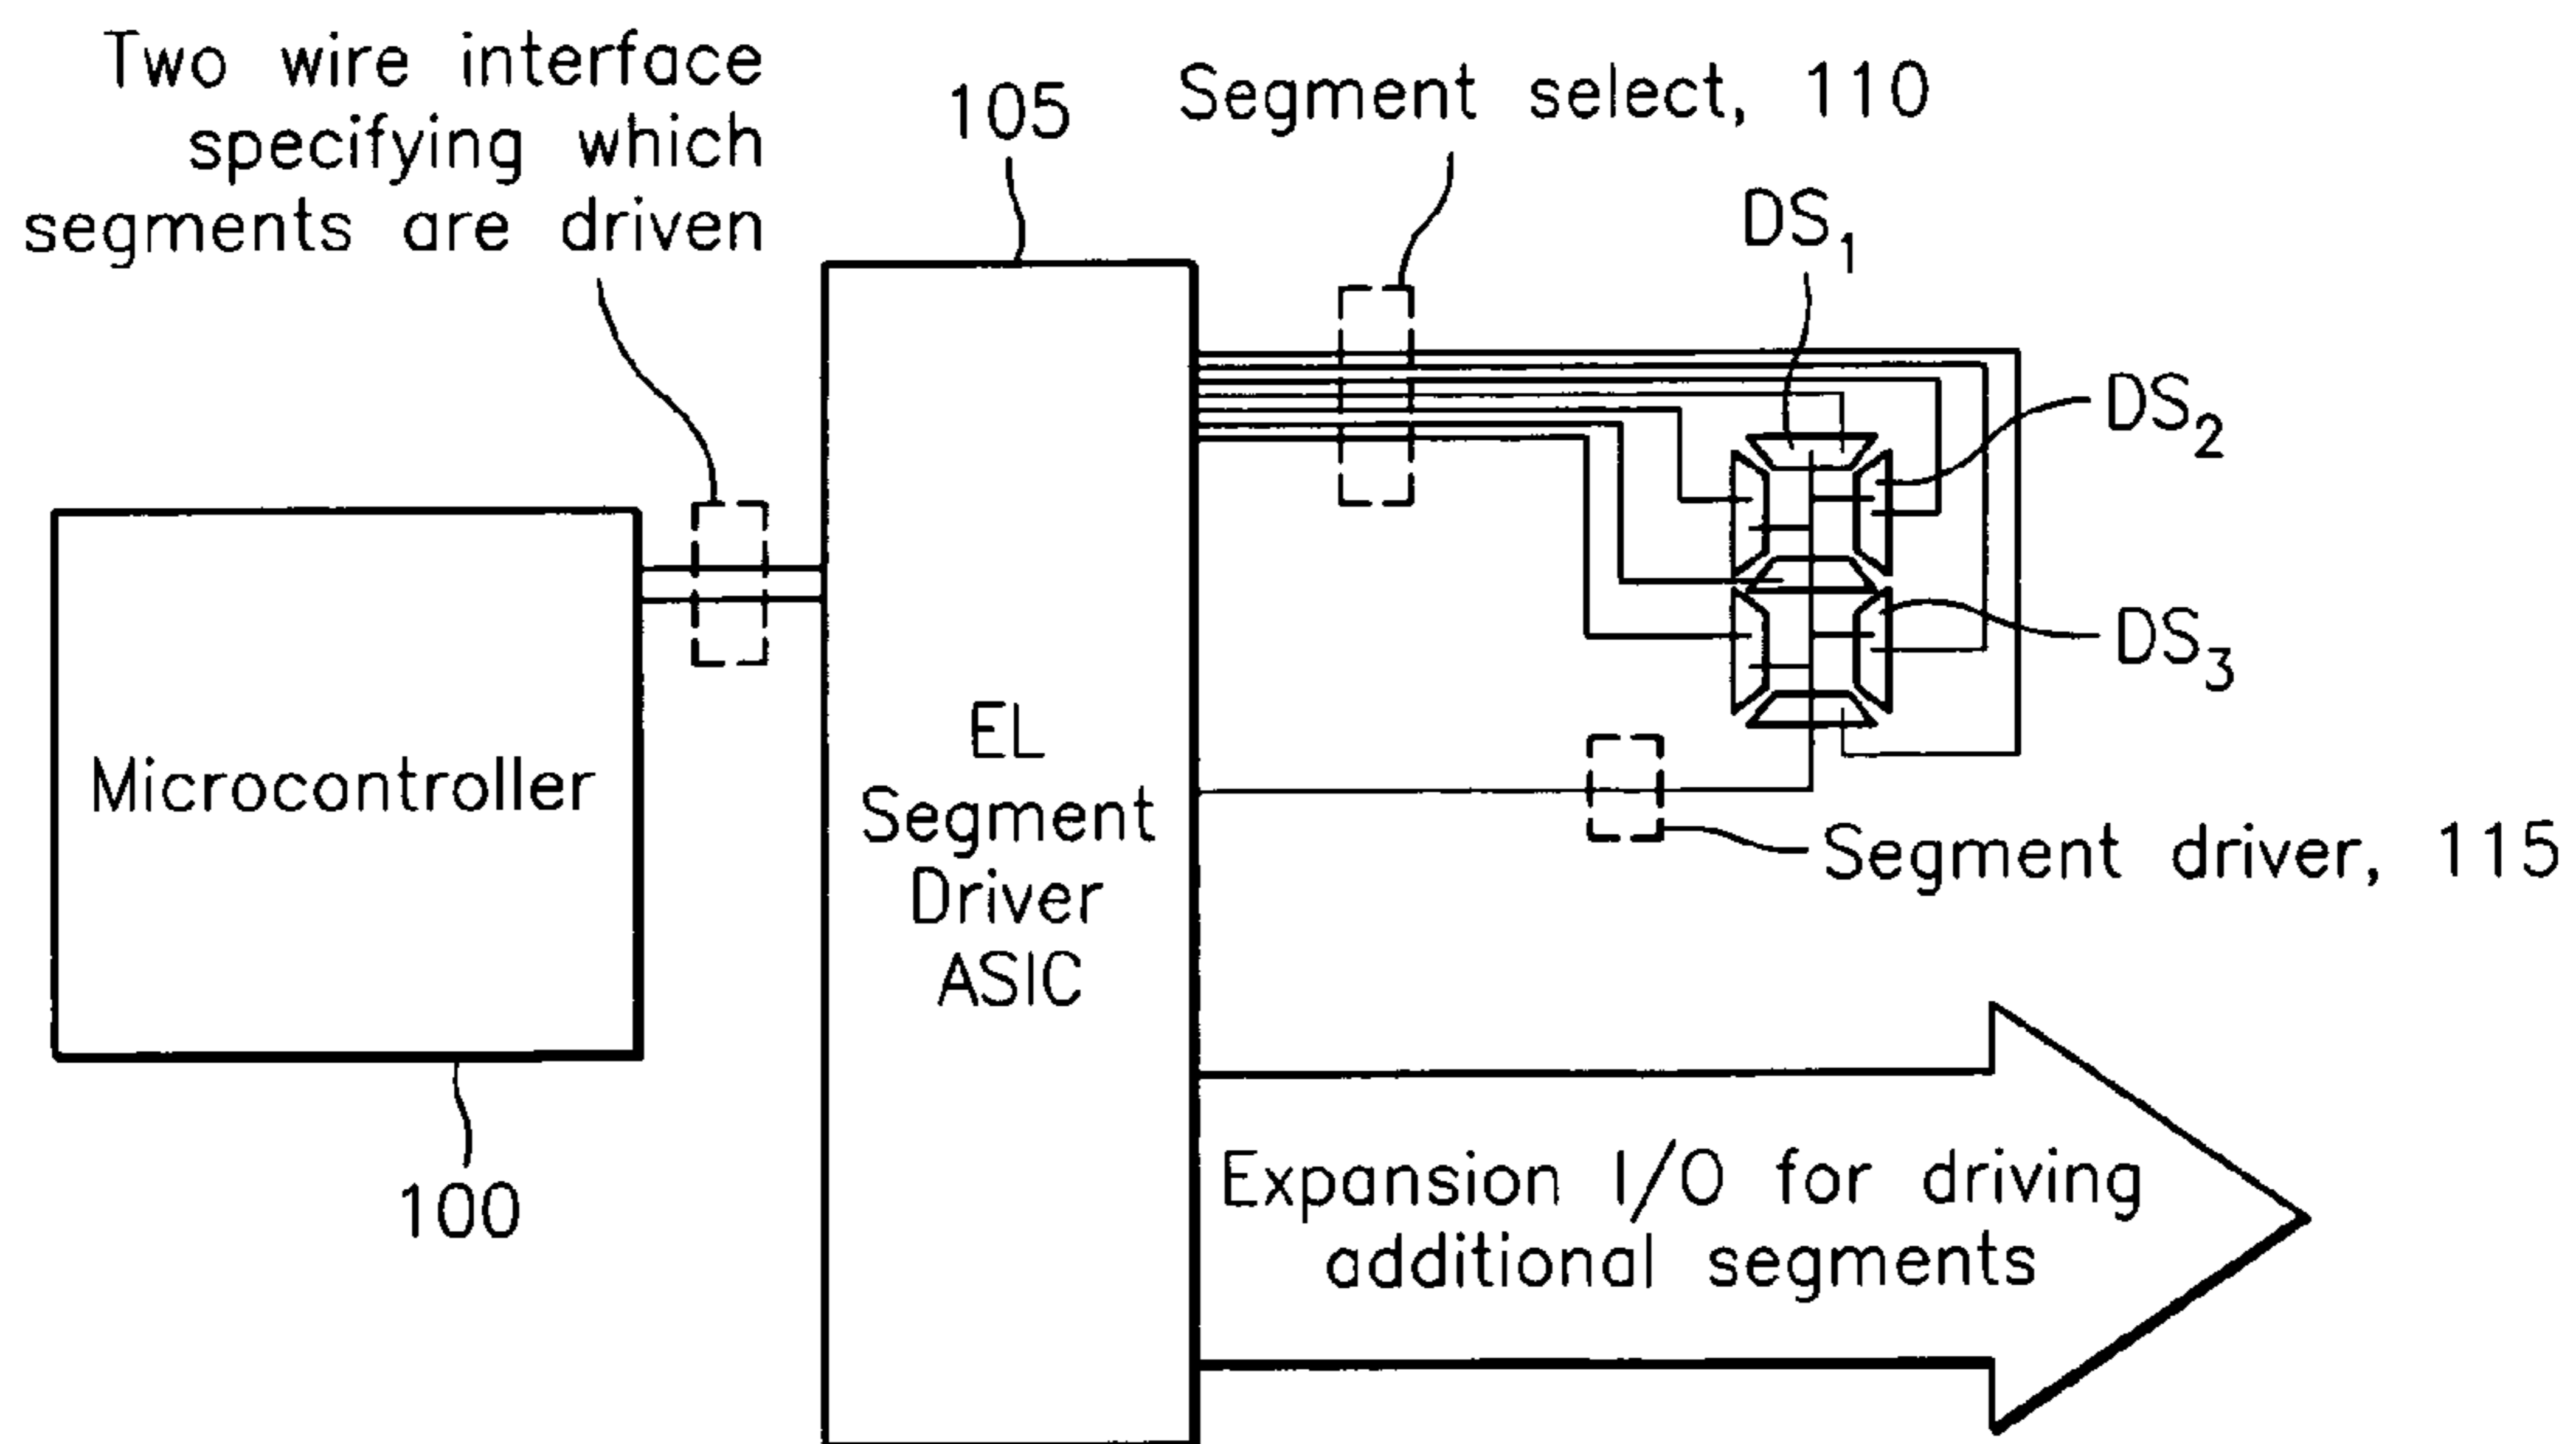 Two wire interface
specifying which
segments are driven
105
Segment select, 110
DS1
DS2
DS3
Microcontroller
EL
Segment
Driver
ASIC
Segment driver, 115
100
Expansion I/O for driving
additional segments